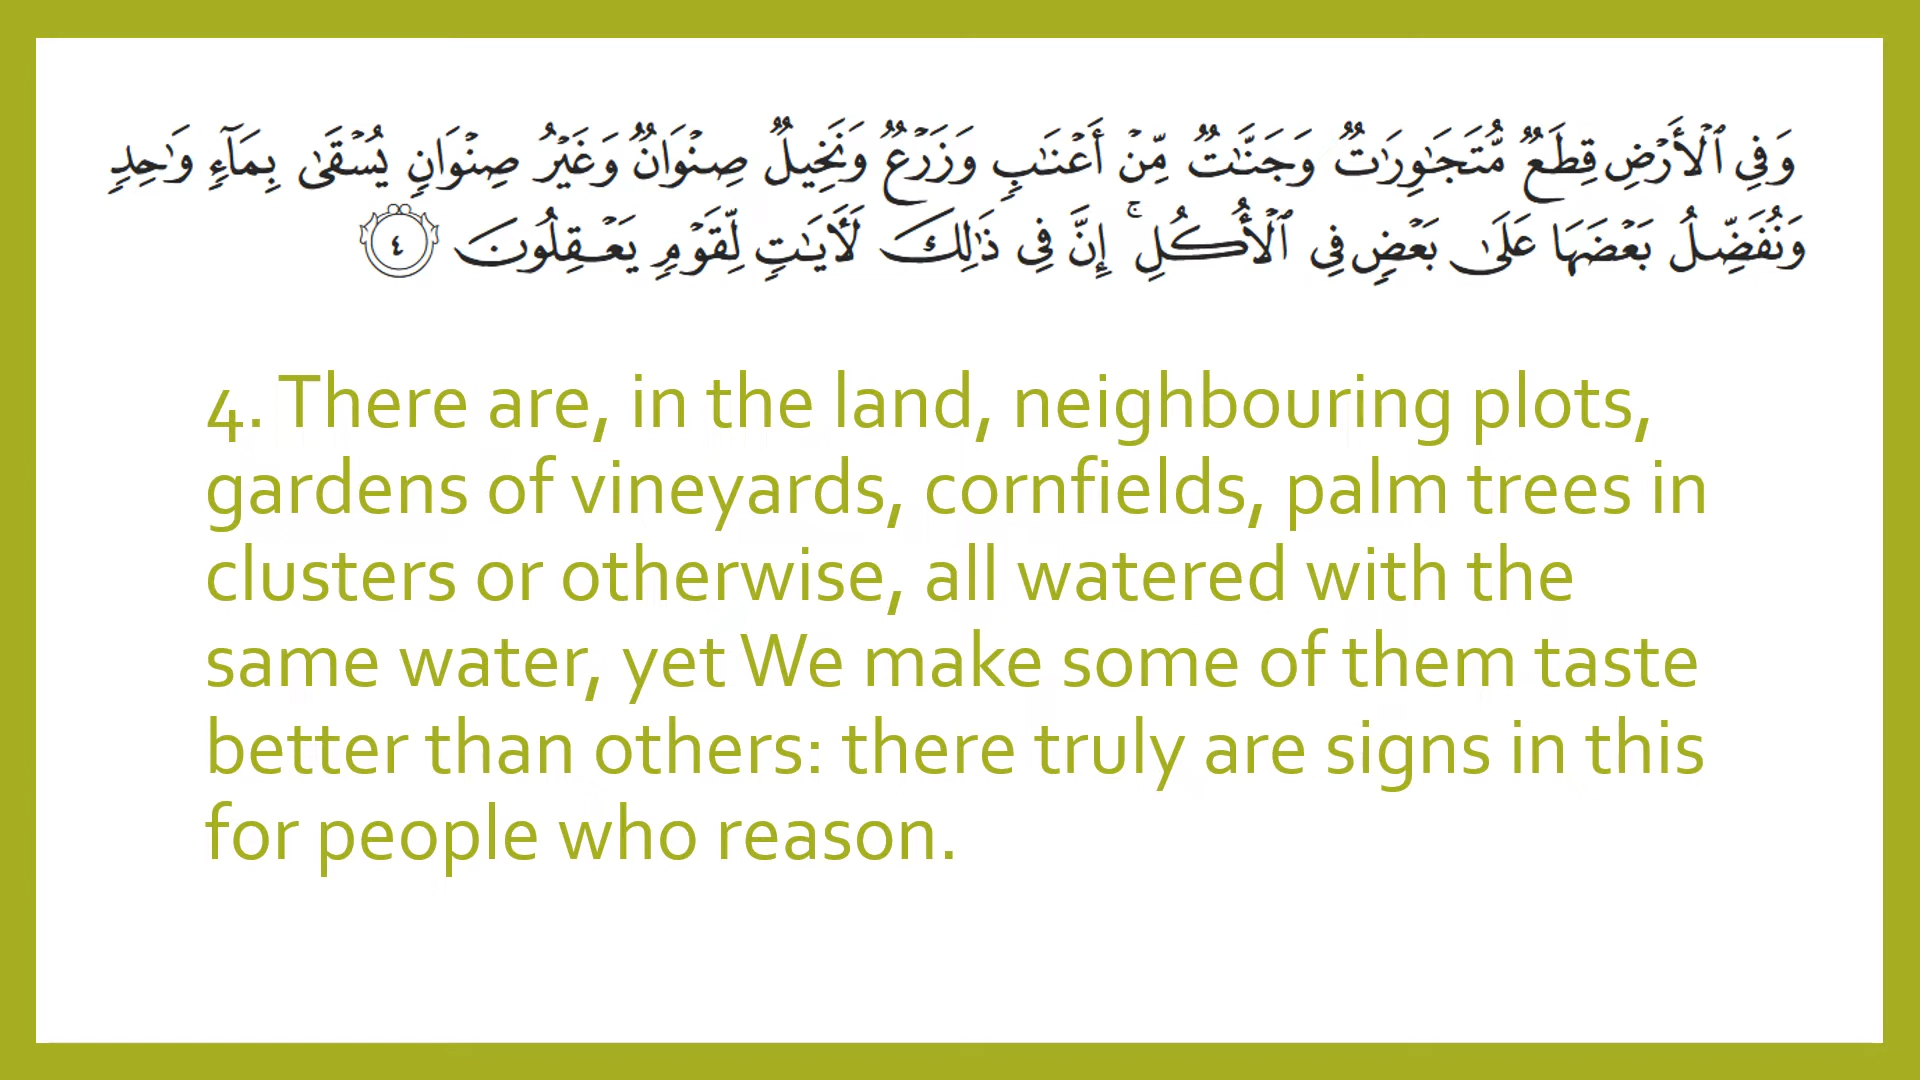 وَفِي ٱلْأَرْضِ قِطَعٌ مُّتَجَٰوِرَٰتٌ وَجَنَّٰتٌ مِّنْ أَعْنَٰبٍ وَزَرْعٌ وَنَخِيلٌ صِنْوَانٌ وَغَيْرُ صِنْوَانٍ يُسْقَىٰ بِمَآءٍ وَٰحِدٍ
وَنُفَضِّلُ بَعْضَهَا عَلَىٰ بَعْضٍ فِي ٱلْأُكُلِ ۚ إِنَّ فِي ذَٰلِكَ لَأَيَٰتٍ لِّقَوْمٍ يَعْقِلُونَ ٤
4. There are, in the land, neighbouring plots,
gardens of vineyards, cornfields, palm trees in
clusters or otherwise, all watered with the
same water, yet We make some of them taste
better than others: there truly are signs in this
for people who reason.